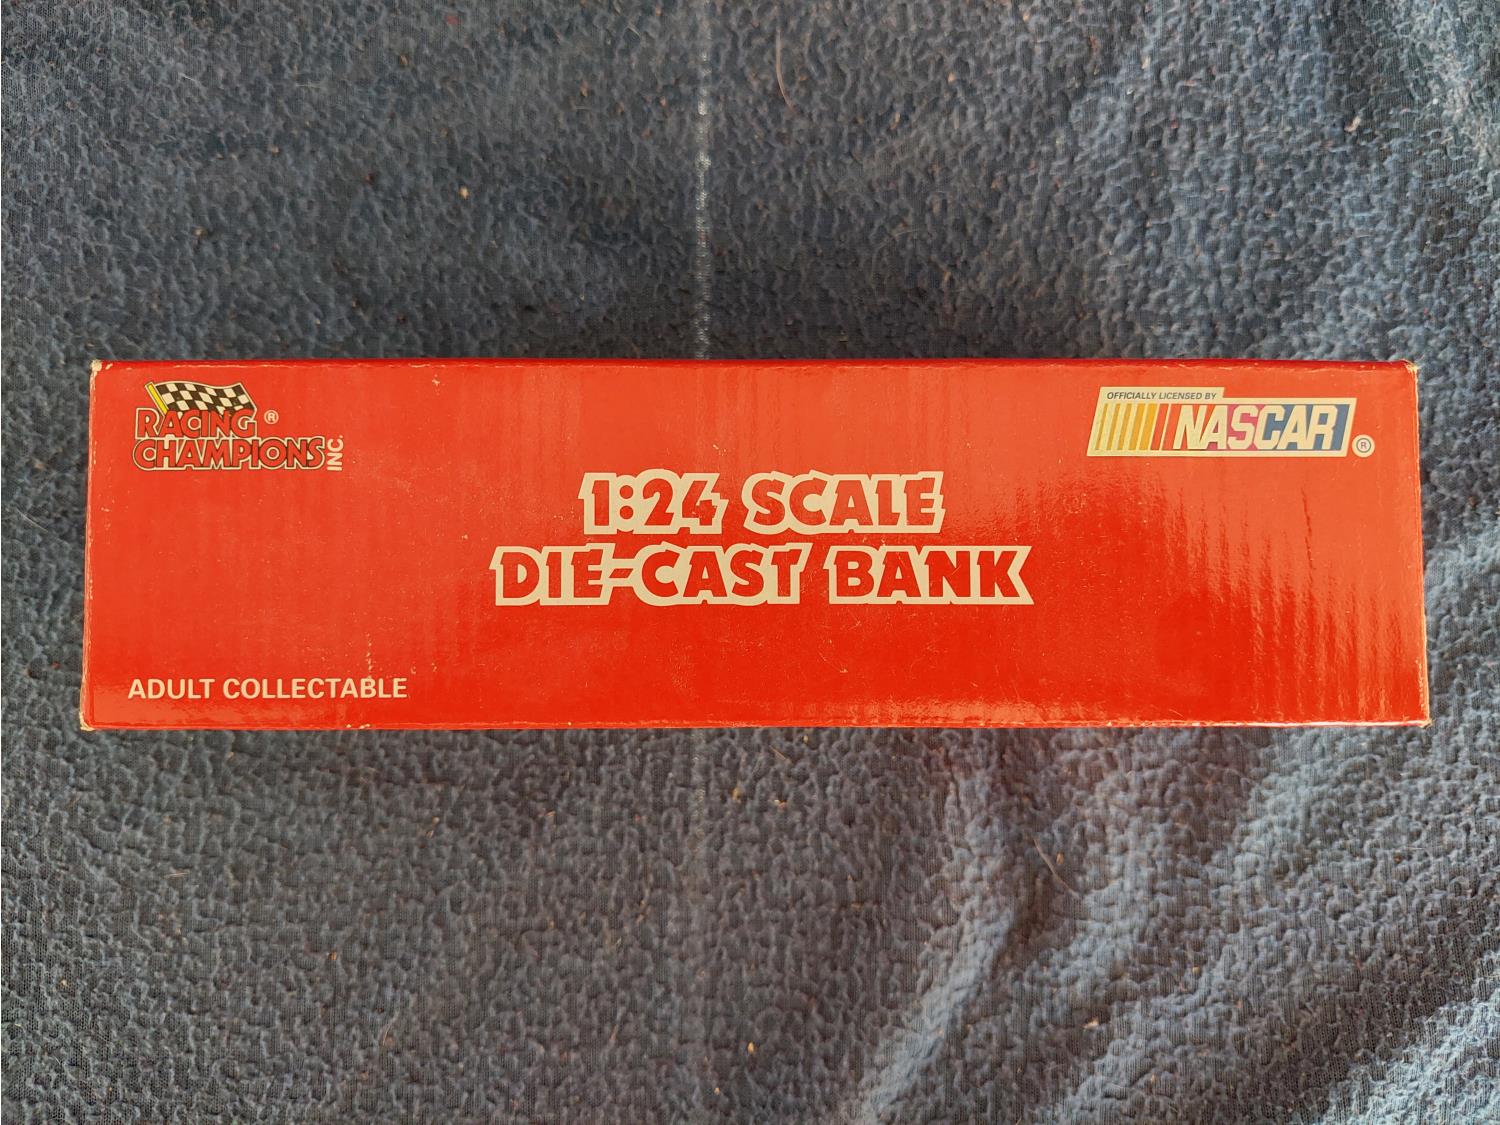 RACING ®
CHAMPIONS INC.
OFFICIALLY LICENSED BY
NASCAR ®
1:24 SCALE
DIE-CAST BANK
ADULT COLLECTABLE